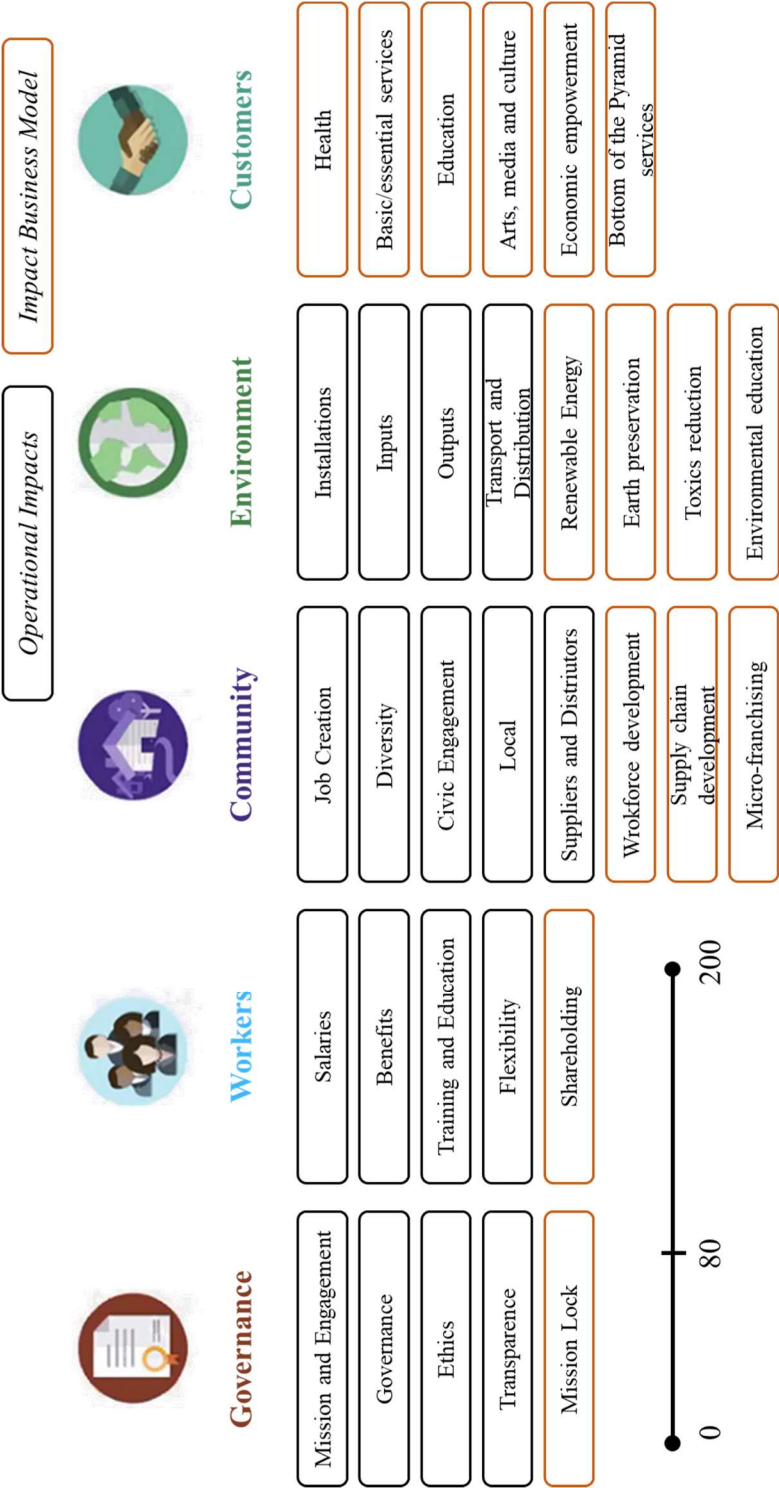 Operational Impacts
Impact Business Model
Governance
Mission and Engagement
Governance
Ethics
Transparence
Mission Lock
Workers
Salaries
Benefits
Training and Education
Flexibility
Shareholding
Community
Job Creation
Diversity
Civic Engagement
Local
Suppliers and Distriutors
Wrokforce development
Supply chain
development
Micro-franchising
Environment
Installations
Inputs
Outputs
Transport and
Distribution
Renewable Energy
Earth preservation
Toxics reduction
Environmental education
Customers
Health
Basic/essential services
Education
Arts, media and culture
Economic empowerment
Bottom of the Pyramid
services
0
80
200